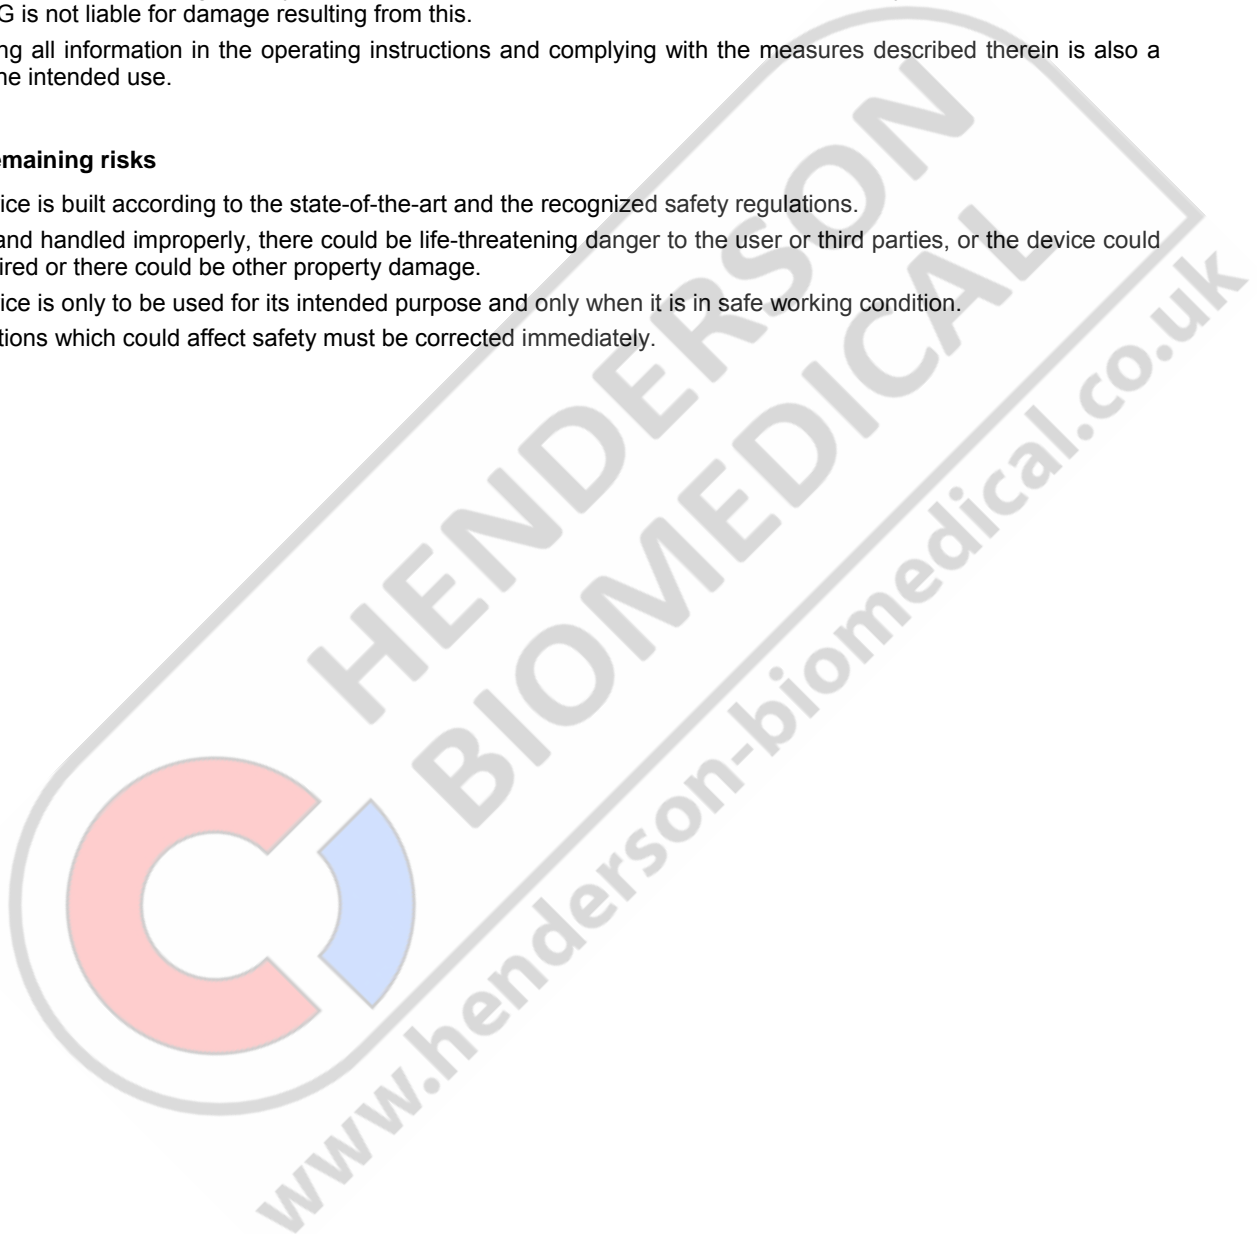 G is not liable for damage resulting from this.
ng all information in the operating instructions and complying with the measures described therein is also a
he intended use.
emaining risks
ice is built according to the state-of-the-art and the recognized safety regulations.
and handled improperly, there could be life-threatening danger to the user or third parties, or the device could
ired or there could be other property damage.
ice is only to be used for its intended purpose and only when it is in safe working condition.
tions which could affect safety must be corrected immediately.
HENDERSON
BIOMEDICAL
www.henderson-biomedical.co.uk